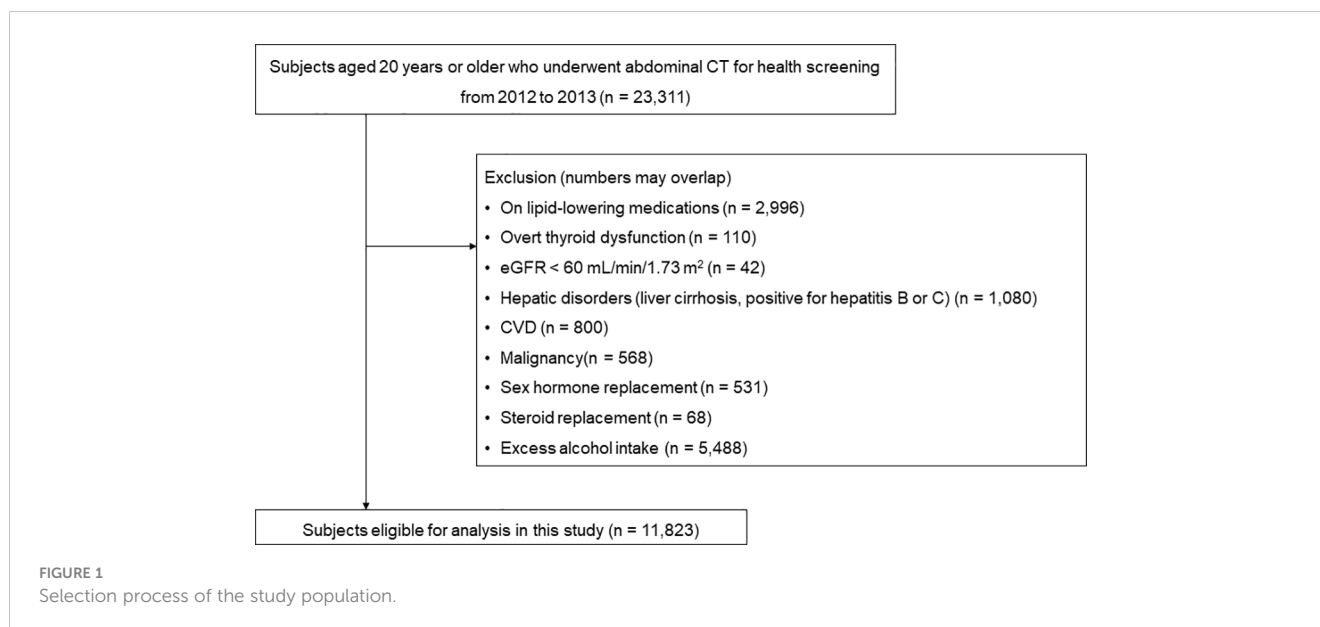 Subjects aged 20 years or older who underwent abdominal CT for health screening
from 2012 to 2013 (n = 23,311)
Exclusion (numbers may overlap)
• On lipid-lowering medications (n = 2,996)
• Overt thyroid dysfunction (n = 110)
• eGFR < 60 mL/min/1.73 m² (n = 42)
• Hepatic disorders (liver cirrhosis, positive for hepatitis B or C) (n = 1,080)
• CVD (n = 800)
• Malignancy(n = 568)
• Sex hormone replacement (n = 531)
• Steroid replacement (n = 68)
• Excess alcohol intake (n = 5,488)
Subjects eligible for analysis in this study (n = 11,823)
FIGURE 1
Selection process of the study population.